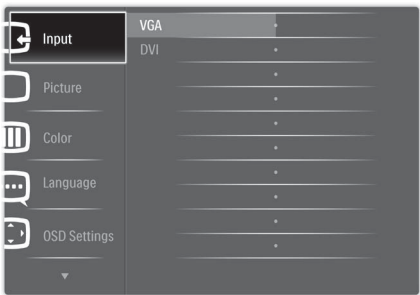 Input
VGA
DVI
Picture
Color
Language
OSD Settings